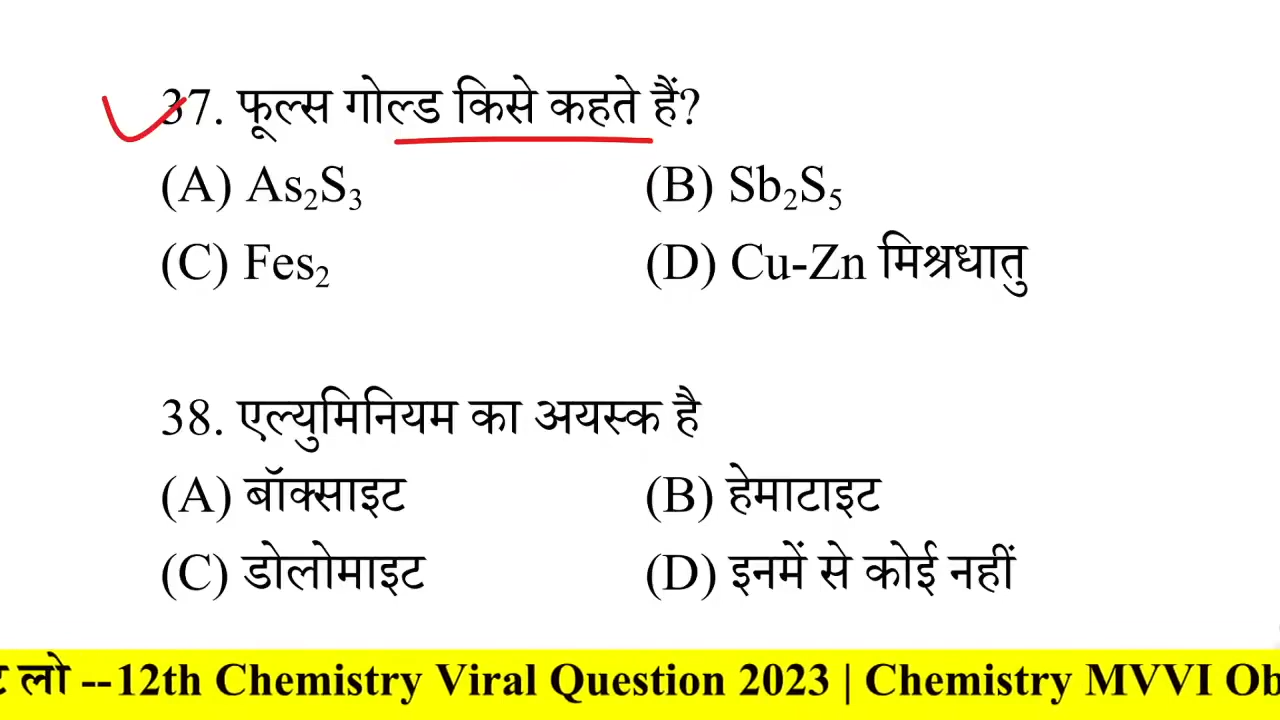 37. फूल्स गोल्ड किसे कहते हैं?
(A) As₂S₃ (B) Sb₂S₅
(C) Fes₂ (D) Cu-Zn मिश्रधातु
38. एल्युमिनियम का अयस्क है
(A) बॉक्साइट (B) हेमाटाइट
(C) डोलोमाइट (D) इनमें से कोई नहीं
लो --12th Chemistry Viral Question 2023 | Chemistry MVVI Ob